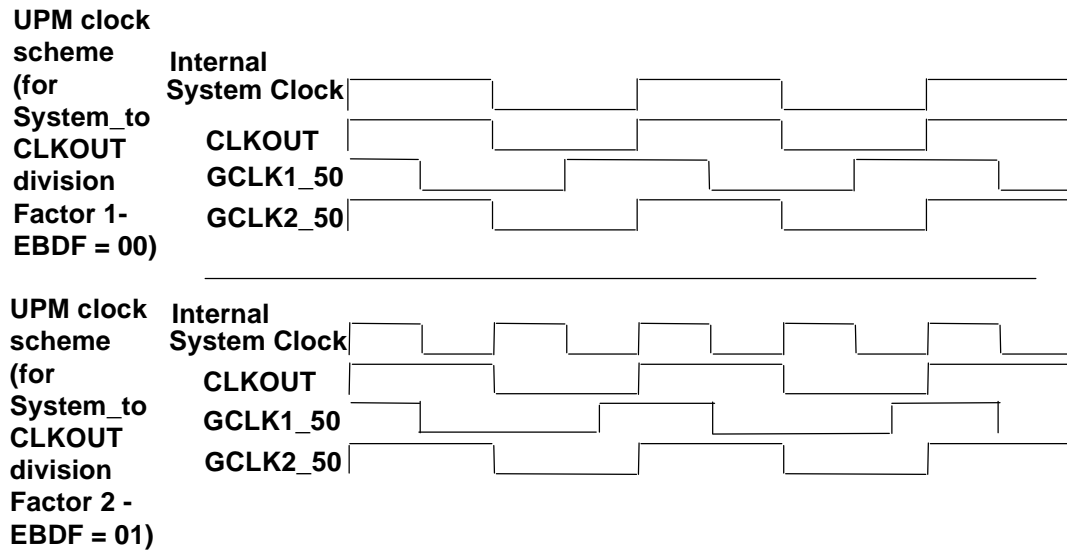 UPM clock
scheme
(for
System_to
CLKOUT
division
Factor 1-
EBDF = 00)
Internal
System Clock
CLKOUT
GCLK1_50
GCLK2_50
UPM clock
scheme
(for
System_to
CLKOUT
division
Factor 2 -
EBDF = 01)
Internal
System Clock
CLKOUT
GCLK1_50
GCLK2_50